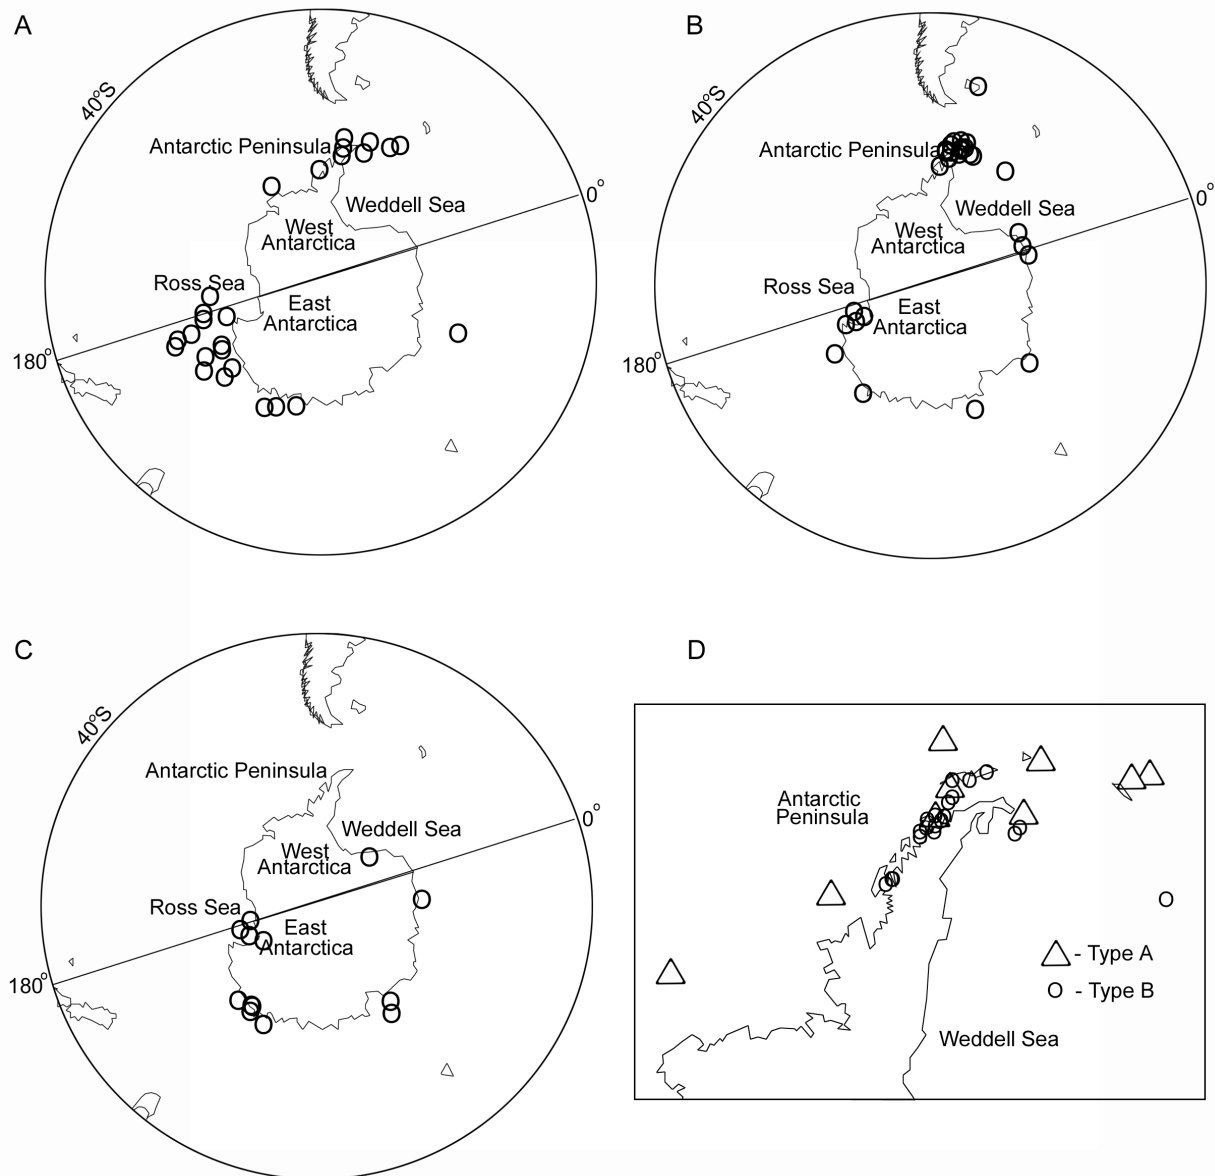 A
40°S
Antarctic Peninsula
0°
Weddell Sea
West
Antarctica
Ross Sea
East
Antarctica
180°
B
40°S
Antarctic Peninsula
0°
Weddell Sea
West
Antarctica
Ross Sea
East
Antarctica
180°
C
40°S
Antarctic Peninsula
0°
Weddell Sea
West
Antarctica
Ross Sea
East
Antarctica
180°
D
Antarctic
Peninsula
- Type A
- Type B
Weddell Sea